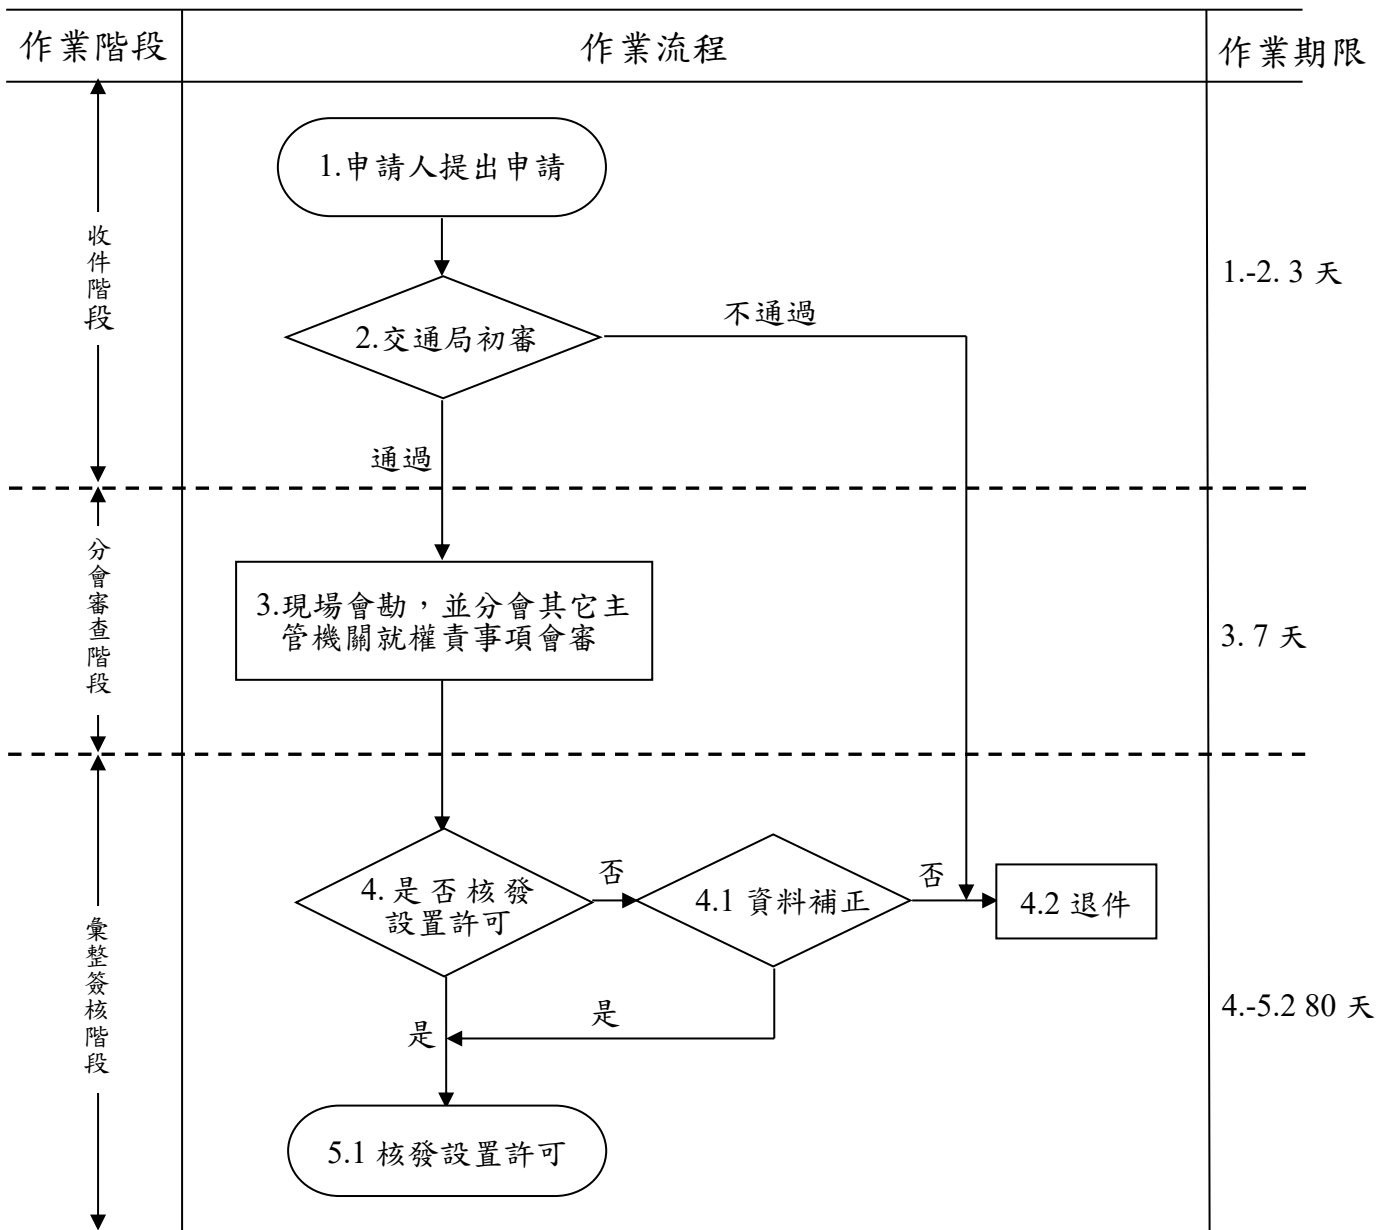 作業階段
作業流程
作業期限
收件階段
1.申請人提出申請
2.交通局初審
不通過
通過
1.-2. 3 天
分會審查階段
3.現場會勘，並分會其它主
管機關就權責事項會審
3. 7 天
彙整簽核階段
4.是否核發
設置許可
否
4.1 資料補正
否
4.2 退件
是
是
5.1 核發設置許可
4.-5.2 80 天